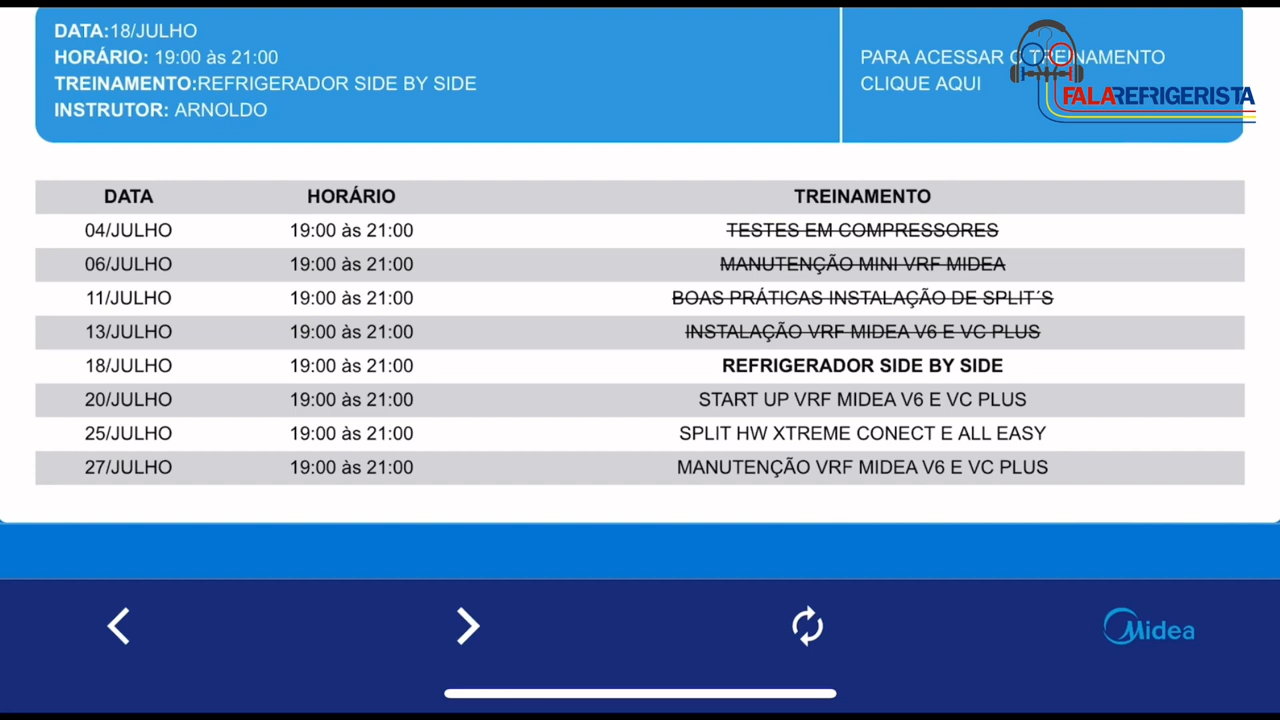 DATA:18/JULHO
HORÁRIO: 19:00 às 21:00
TREINAMENTO:REFRIGERADOR SIDE BY SIDE
INSTRUTOR: ARNOLDO
PARA ACESSAR O TREINAMENTO
CLIQUE AQUI
FALAREFRIGERISTA
DATA HORÁRIO TREINAMENTO
04/JULHO 19:00 às 21:00 TESTES EM COMPRESSORES
06/JULHO 19:00 às 21:00 MANUTENÇÃO MINI VRF MIDEA
11/JULHO 19:00 às 21:00 BOAS PRÁTICAS INSTALAÇÃO DE SPLIT´S
13/JULHO 19:00 às 21:00 INSTALAÇÃO VRF MIDEA V6 E VC PLUS
18/JULHO 19:00 às 21:00 REFRIGERADOR SIDE BY SIDE
20/JULHO 19:00 às 21:00 START UP VRF MIDEA V6 E VC PLUS
25/JULHO 19:00 às 21:00 SPLIT HW XTREME CONECT E ALL EASY
27/JULHO 19:00 às 21:00 MANUTENÇÃO VRF MIDEA V6 E VC PLUS
Midea